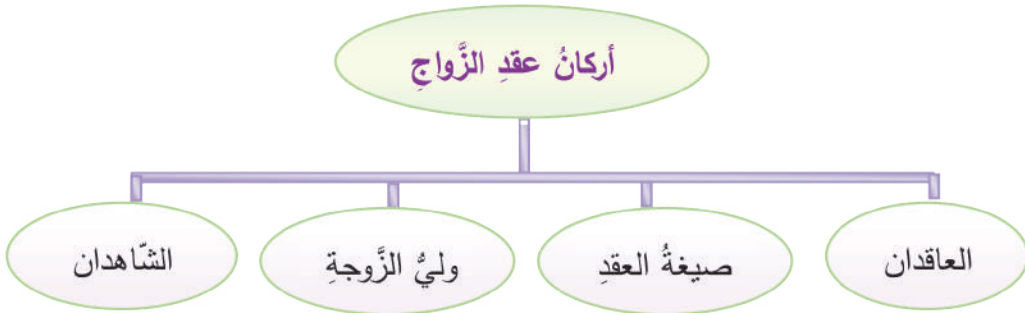 أركانُ عقدِ الزَّواجِ
العاقدان
صيغةُ العقدِ
وليُّ الزَّوجةِ
الشّاهدان